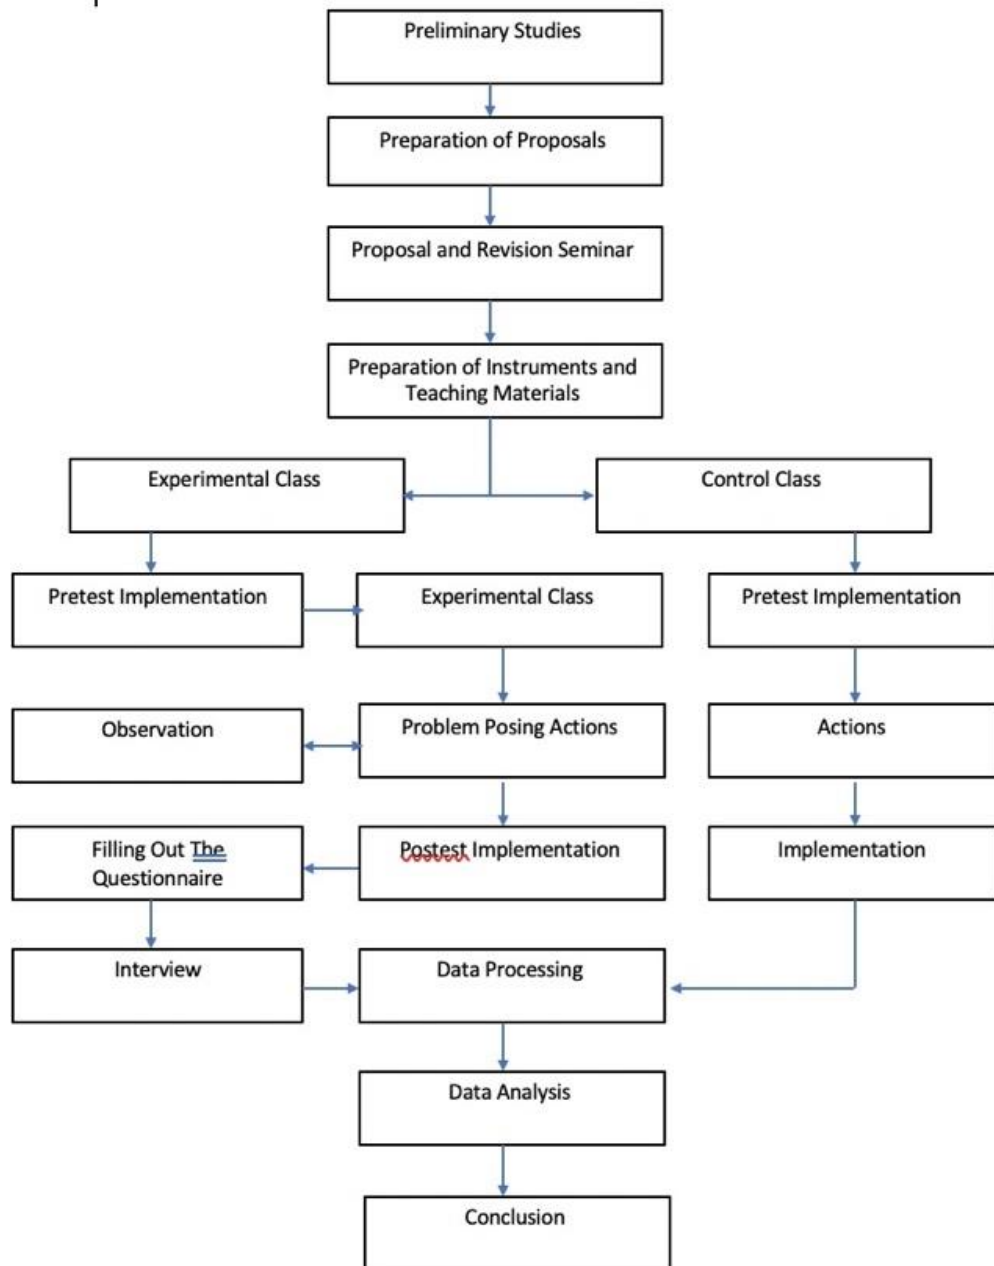 Preliminary Studies
Preparation of Proposals
Proposal and Revision Seminar
Preparation of Instruments and
Teaching Materials
Experimental Class
Control Class
Pretest Implementation
Experimental Class
Pretest Implementation
Observation
Problem Posing Actions
Actions
Filling Out The
Questionnaire
Postest Implementation
Implementation
Interview
Data Processing
Data Analysis
Conclusion